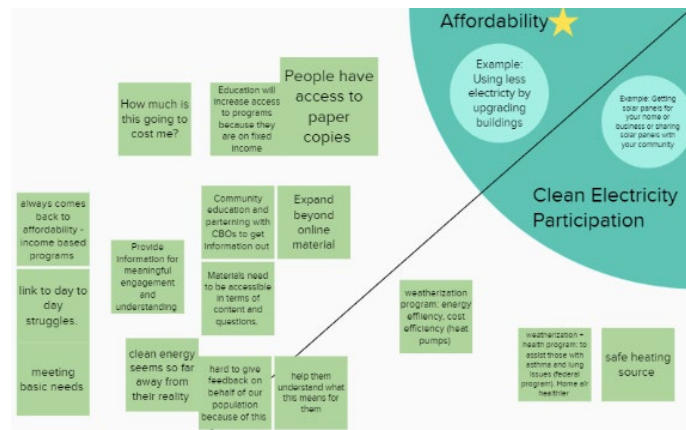 Affordability
Example:
Using less
electricty by
upgrading
buildings
Example: Getting
solar panels for
your home or
business or sharing
solar panels with
your community
Clean Electricity
Participation
How much is
this going to
cost me?
Education will
increase access
to programs
because they
are on fixed
income
People have
access to
paper
copies
always comes
back to
affordability -
income based
programs
Provide
information for
meaningful
engagement
and
understanding
Community
education and
parterning with
CBOs to get
information out
Expand
beyond
online
material
link to day to
day
struggles.
Materials need
to be accessible
in terms of
content and
questions.
meeting
basic needs
clean energy
seems so far
away from
their reality
hard to give
feedback on
behalf of our
population
because of this
help them
understand what
this means for
them
weatherization
program: energy
effiiency, cost
efficiency (heat
pumps)
weatherization +
health program: to
assist those with
asthma and lung
issues (federal
program). Home air
healthier
safe heating
source